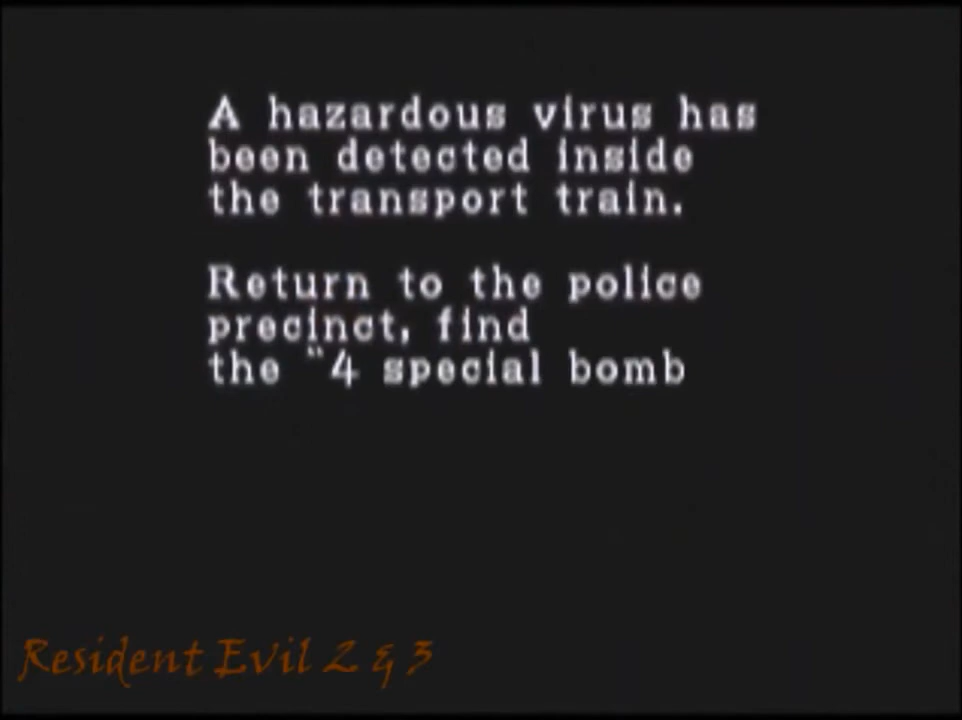 A hazardous virus has
been detected inside
the transport train.
Return to the police
precinct, find
the "4 special bomb
Resident Evil 2 & 3